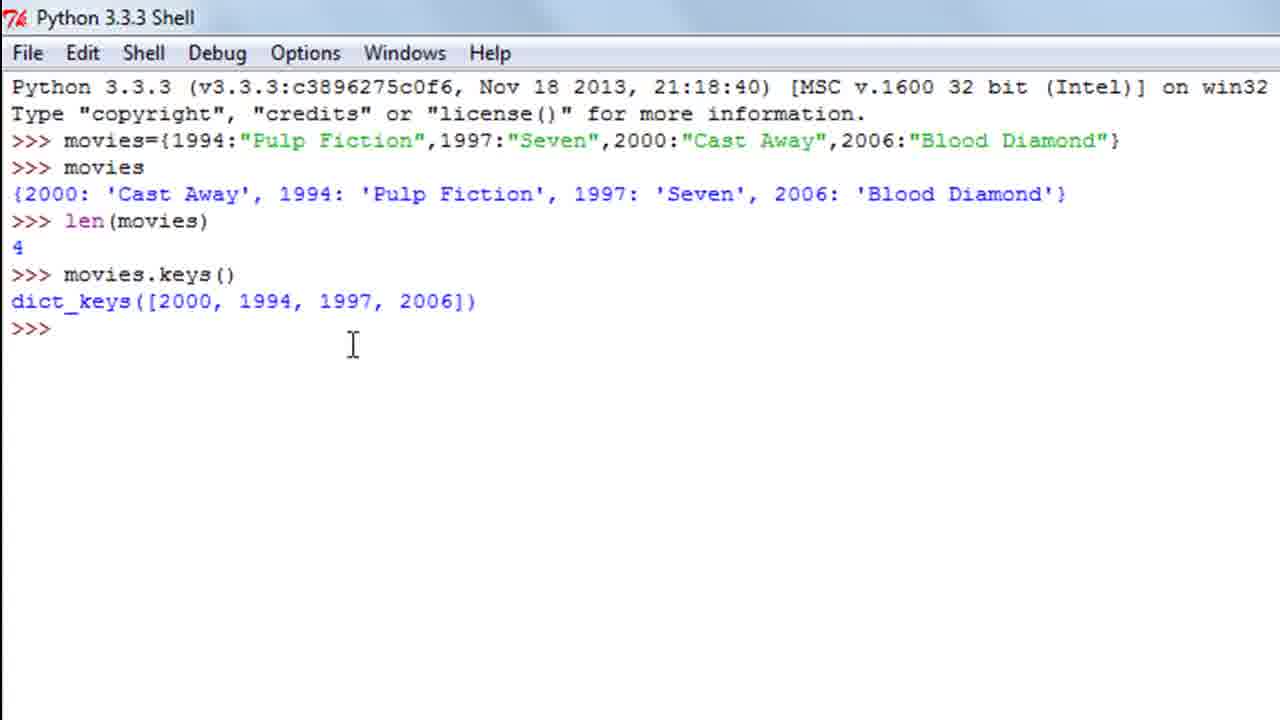 Python 3.3.3 Shell
File Edit Shell Debug Options Windows Help
Python 3.3.3 (v3.3.3:c3896275c0f6, Nov 18 2013, 21:18:40) [MSC v.1600 32 bit (Intel)] on win32
Type "copyright", "credits" or "license()" for more information.
>>> movies={1994:"Pulp Fiction",1997:"Seven",2000:"Cast Away",2006:"Blood Diamond"}
>>> movies
{2000: 'Cast Away', 1994: 'Pulp Fiction', 1997: 'Seven', 2006: 'Blood Diamond'}
>>> len(movies)
4
>>> movies.keys()
dict_keys([2000, 1994, 1997, 2006])
>>>